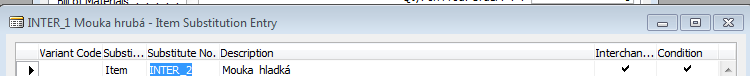 INTER_1 Mouka hrubá - Item Substitution Entry
Variant Code Substi... Substitute No. Description Interchan... Condition
Item INTER_2 Mouka hladká